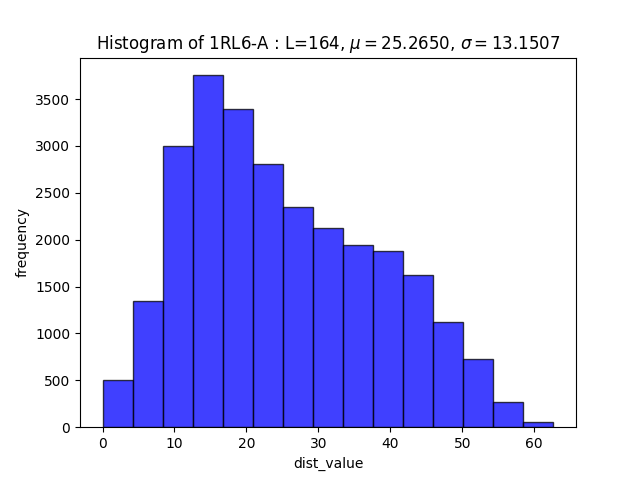 Histogram of 1RL6-A : L=164, μ = 25.2650, σ = 13.1507
3500
3000
2500
2000
1500
1000
500
0
frequency
0 10 20 30 40 50 60
dist_value